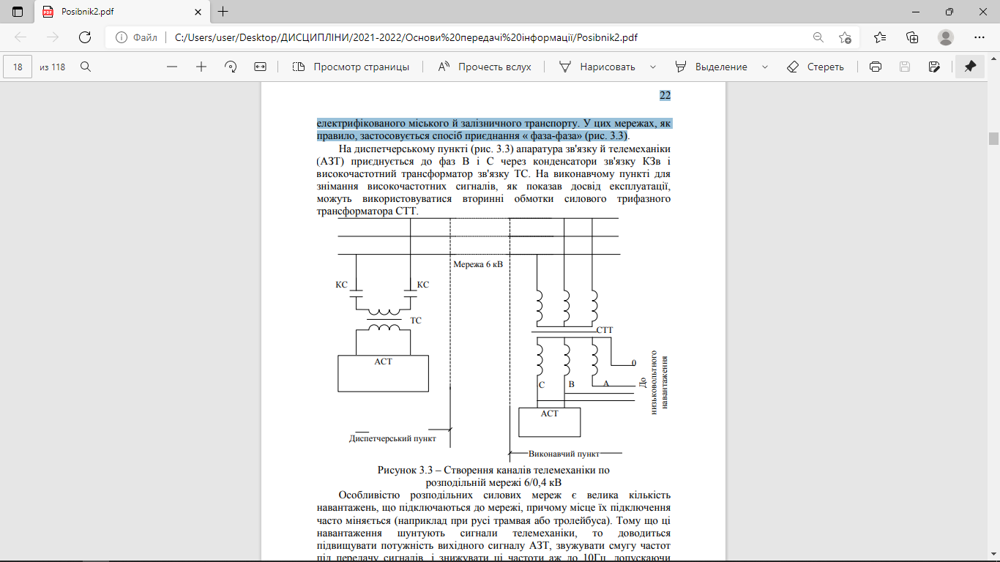 Posibnik2.pdf
Файл
C:/Users/user/Desktop/ДИСЦИПЛІНИ/2021-2022/Основи%20передачі%20інформації/Posibnik2.pdf
18
из 118
Просмотр страницы
Прочесть вслух
Нарисовать
Выделение
Стереть
22
електрифікованого міського й залізничного транспорту. У цих мережах, як
правило, застосовується спосіб приєднання « фаза-фаза» (рис. 3.3).
На диспетчерському пункті (рис. 3.3) апаратура зв'язку й телемеханіки
(АЗТ) приєднується до фаз В і С через конденсатори зв'язку КЗв і
високочастотний трансформатор зв'язку ТС. На виконавчому пункті для
знімання високочастотних сигналів, як показав досвід експлуатації,
можуть використовуватися вторинні обмотки силового трифазного
трансформатора СТТ.
Мережа 6 кВ
КС
КС
ТС
АСТ
СТТ
0
С
В
А
До
низьковольтного
навантаження
АСТ
Диспетчерський пункт
Виконавчий пункт
Рисунок 3.3 – Створення каналів телемеханіки по
розподільній мережі 6/0,4 кВ
Особливістю розподільних силових мереж є велика кількість
навантажень, що підключаються до мережі, причому місце їх підключення
часто міняється (наприклад при русі трамвая або тролейбуса). Тому що ці
навантаження шунтують сигнали телемеханіки, то доводиться
підвищувати потужність вихідного сигналу АЗТ, звужувати смугу частот
під передачу сигналів, і знижувати ці частоти аж до 10Гц, допускаючи